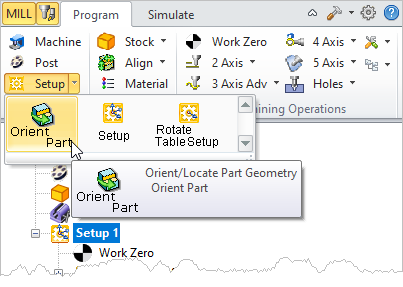 MILL Program Simulate
Machine Stock Work Zero 4 Axis
Post Align 2 Axis 5 Axis
Setup Material 3 Axis Adv Holes
ining Operations
Orient Part
Setup
Rotate Table Setup
Orient/Locate Part Geometry
Orient Part
Orient Part
Setup 1
Work Zero